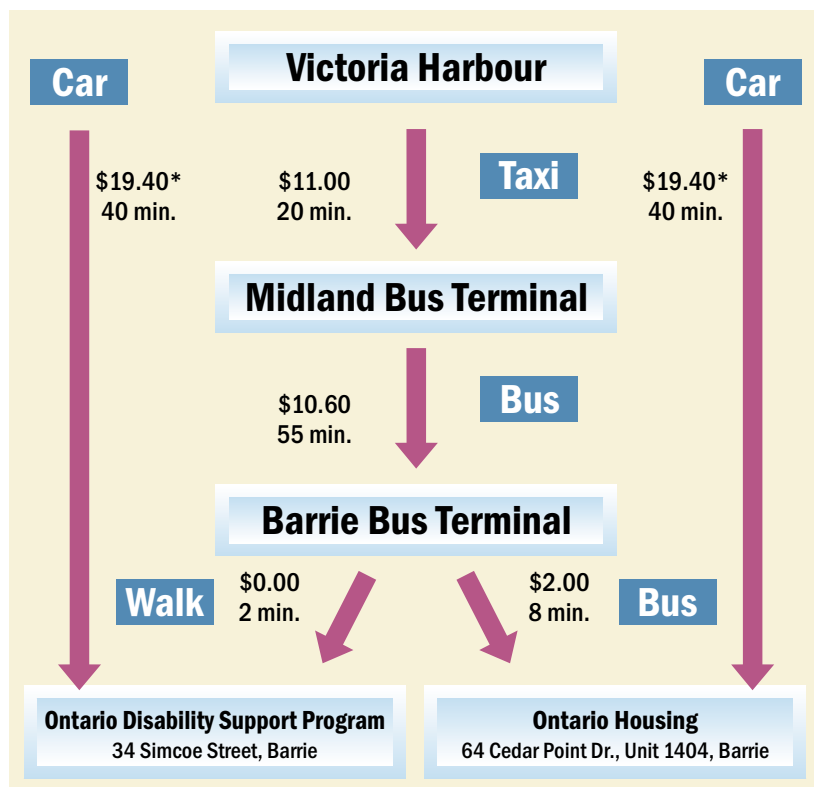 Victoria Harbour
Car
Car
$19.40*
40 min.
$11.00
20 min.
Taxi
$19.40*
40 min.
Midland Bus Terminal
$10.60
55 min.
Bus
Barrie Bus Terminal
Walk
$0.00
2 min.
$2.00
8 min.
Bus
Ontario Disability Support Program
34 Simcoe Street, Barrie
Ontario Housing
64 Cedar Point Dr., Unit 1404, Barrie